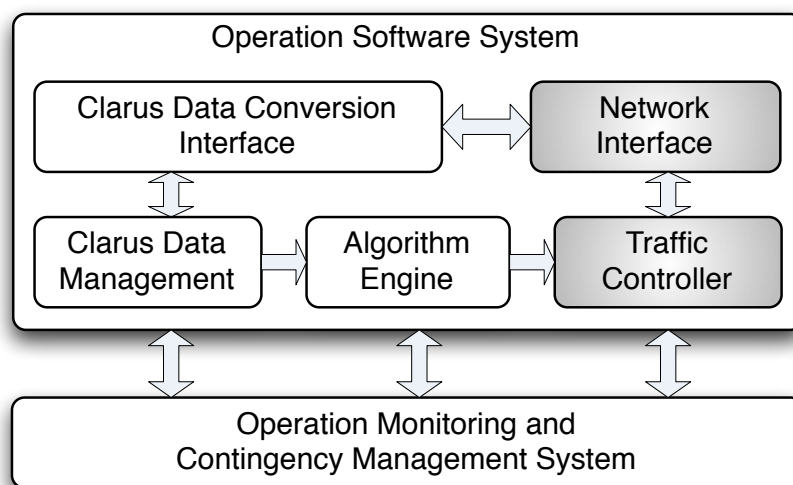 Operation Software System
Clarus Data Conversion
Interface
Network
Interface
Clarus Data
Management
Algorithm
Engine
Traffic
Controller
Operation Monitoring and
Contingency Management System